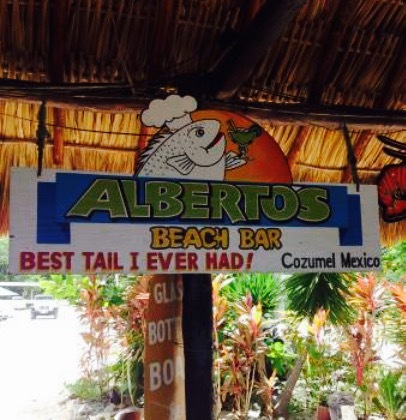 ALBERTO'S
BEACH BAR
BEST TAIL I EVER HAD!
Cozumel Mexico